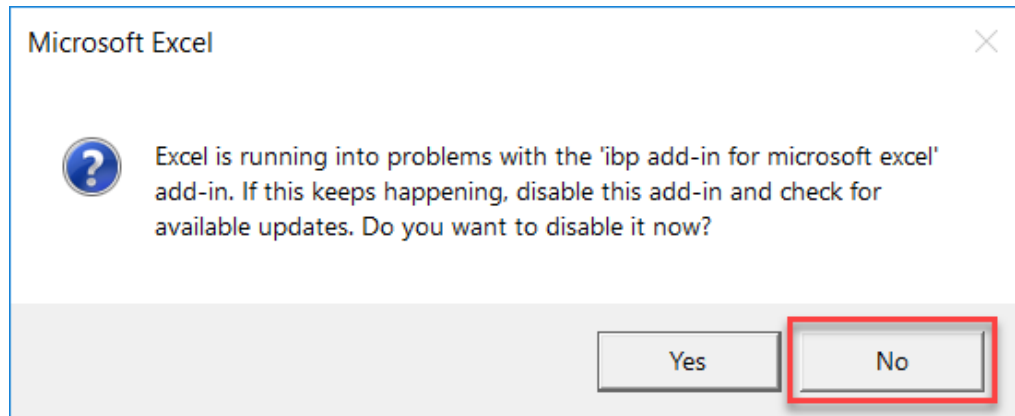 Microsoft Excel
Excel is running into problems with the 'ibp add-in for microsoft excel'
add-in. If this keeps happening, disable this add-in and check for
available updates. Do you want to disable it now?
Yes No